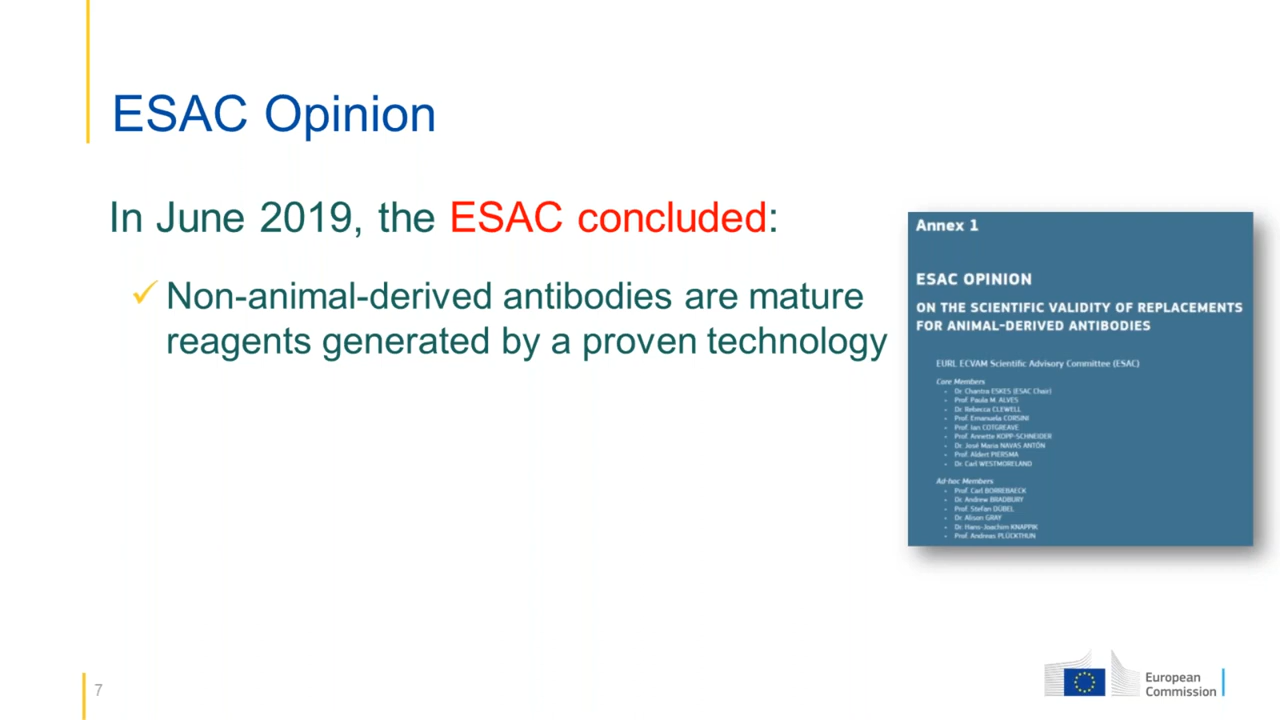 ESAC Opinion
In June 2019, the ESAC concluded:
Non-animal-derived antibodies are mature
reagents generated by a proven technology
Annex 1
ESAC OPINION
ON THE SCIENTIFIC VALIDITY OF REPLACEMENTS
FOR ANIMAL-DERIVED ANTIBODIES
EURL ECVAM Scientific Advisory Committee (ESAC)
Core Members
Dr. Chantra ESKES (ESAC Chair)
Prof. Paula M. ALVES
Dr. Rebecca CLEWELL
Prof. Emanuela CORSINI
Prof. Ian COTGREAVE
Prof. Annette KOPP-SCHNEIDER
Dr. José Maria NAVAS ANTÓN
Prof. Aldert PIERSMA
Dr. Carl WESTMORELAND
Ad-hoc Members
Prof. Carl BORREBAECK
Dr. Andrew BRADBURY
Prof. Stefan DÜBEL
Dr. Alison GRAY
Dr. Hans-Joachim KNAPPIK
Prof. Andreas PLÜCKTHUN
7
European
Commission